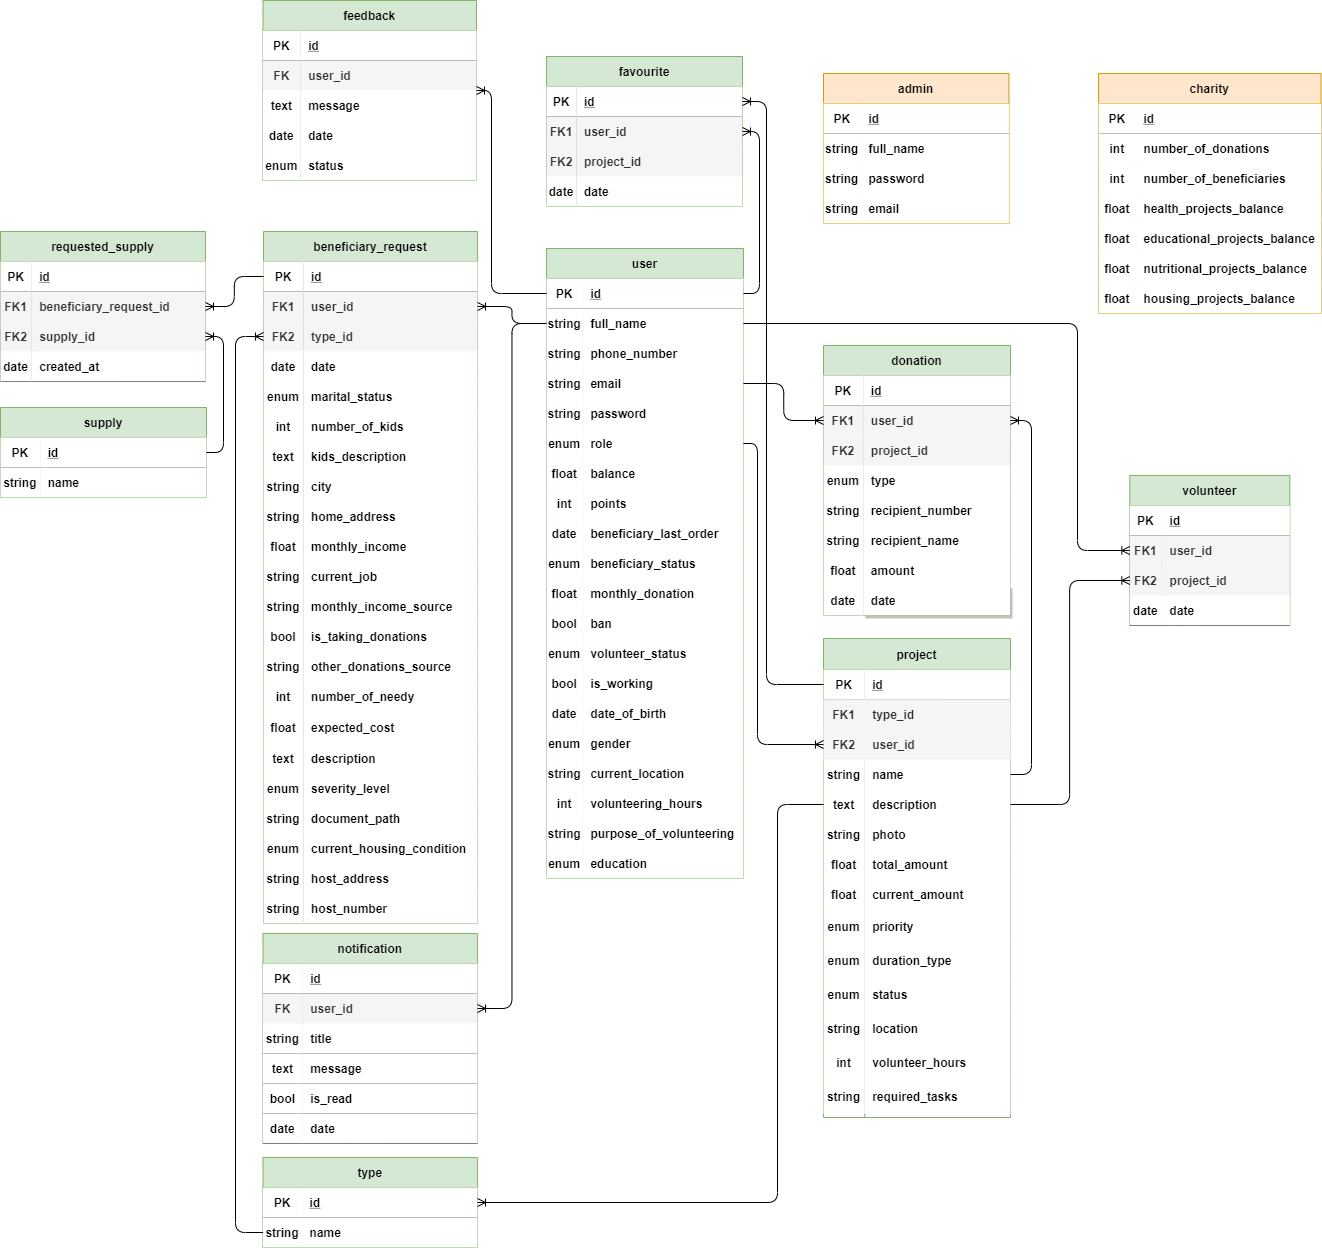 feedback
PK id
FK user_id
text message
date date
enum status
favourite
PK id
FK1 user_id
FK2 project_id
date date
admin
PK id
string full_name
string password
string email
charity
PK id
int number_of_donations
int number_of_beneficiaries
float health_projects_balance
float educational_projects_balance
float nutritional_projects_balance
float housing_projects_balance
requested_supply
PK id
FK1 beneficiary_request_id
FK2 supply_id
date created_at
supply
PK id
string name
beneficiary_request
PK id
FK1 user_id
FK2 type_id
date date
enum marital_status
int number_of_kids
text kids_description
string city
string home_address
float monthly_income
string current_job
string monthly_income_source
bool is_taking_donations
string other_donations_source
int number_of_needy
float expected_cost
text description
enum severity_level
string document_path
enum current_housing_condition
string host_address
string host_number
user
PK id
string full_name
string phone_number
string email
string password
enum role
float balance
int points
date beneficiary_last_order
enum beneficiary_status
float monthly_donation
bool ban
enum volunteer_status
bool is_working
date date_of_birth
enum gender
string current_location
int volunteering_hours
string purpose_of_volunteering
enum education
donation
PK id
FK1 user_id
FK2 project_id
enum type
string recipient_number
string recipient_name
float amount
date date
volunteer
PK id
FK1 user_id
FK2 project_id
date date
project
PK id
FK1 type_id
FK2 user_id
string name
text description
string photo
float total_amount
float current_amount
enum priority
enum duration_type
enum status
string location
int volunteer_hours
string required_tasks
notification
PK id
FK user_id
string title
text message
bool is_read
date date
type
PK id
string name